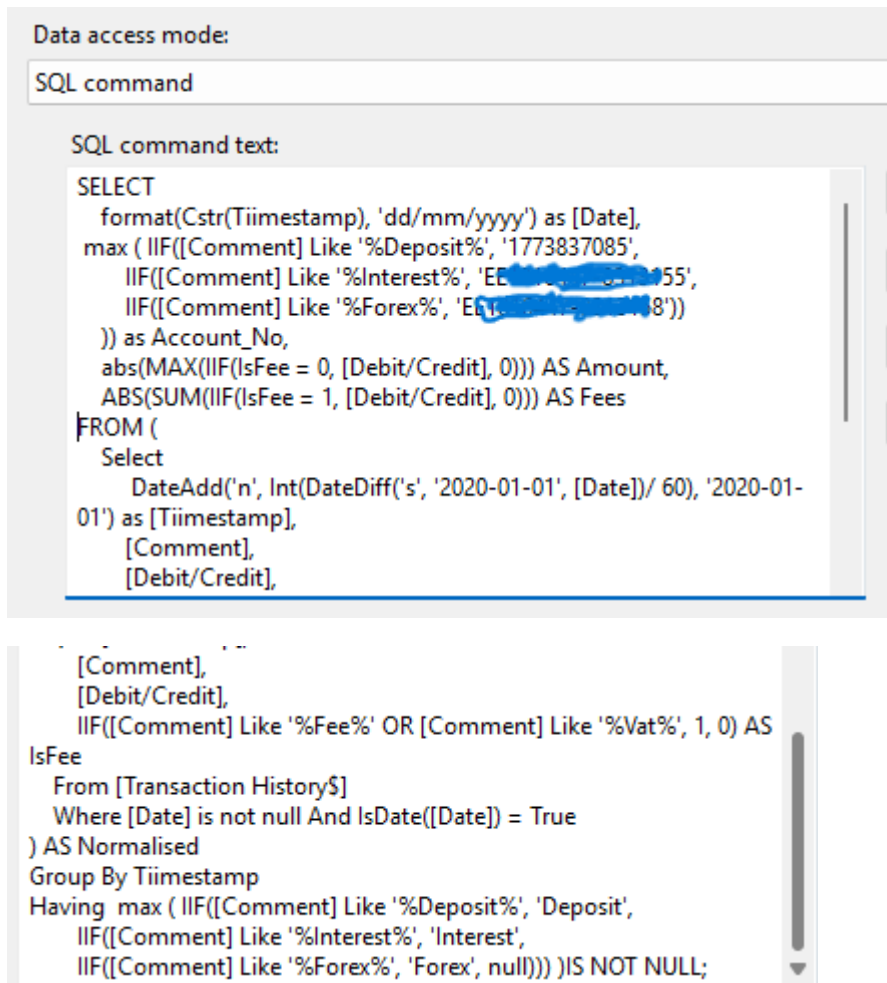 Data access mode:
SQL command
SQL command text:
SELECT
format(Cstr(Tiimestamp), 'dd/mm/yyyy') as [Date],
max ( IIF([Comment] Like '%Deposit%', '1773837085',
IIF([Comment] Like '%Interest%', 'EE 55',
IIF([Comment] Like '%Forex%', 'EE 8'))
)) as Account_No,
abs(MAX(IIF(IsFee = 0, [Debit/Credit], 0))) AS Amount,
ABS(SUM(IIF(IsFee = 1, [Debit/Credit], 0))) AS Fees
FROM (
Select
DateAdd('n', Int(DateDiff('s', '2020-01-01', [Date])/ 60), '2020-01-
01') as [Tiimestamp],
[Comment],
[Debit/Credit],
[Comment],
[Debit/Credit],
IIF([Comment] Like '%Fee%' OR [Comment] Like '%Vat%', 1, 0) AS
IsFee
From [Transaction History$]
Where [Date] is not null And IsDate([Date]) = True
) AS Normalised
Group By Tiimestamp
Having max ( IIF([Comment] Like '%Deposit%', 'Deposit',
IIF([Comment] Like '%Interest%', 'Interest',
IIF([Comment] Like '%Forex%', 'Forex', null))) )IS NOT NULL;